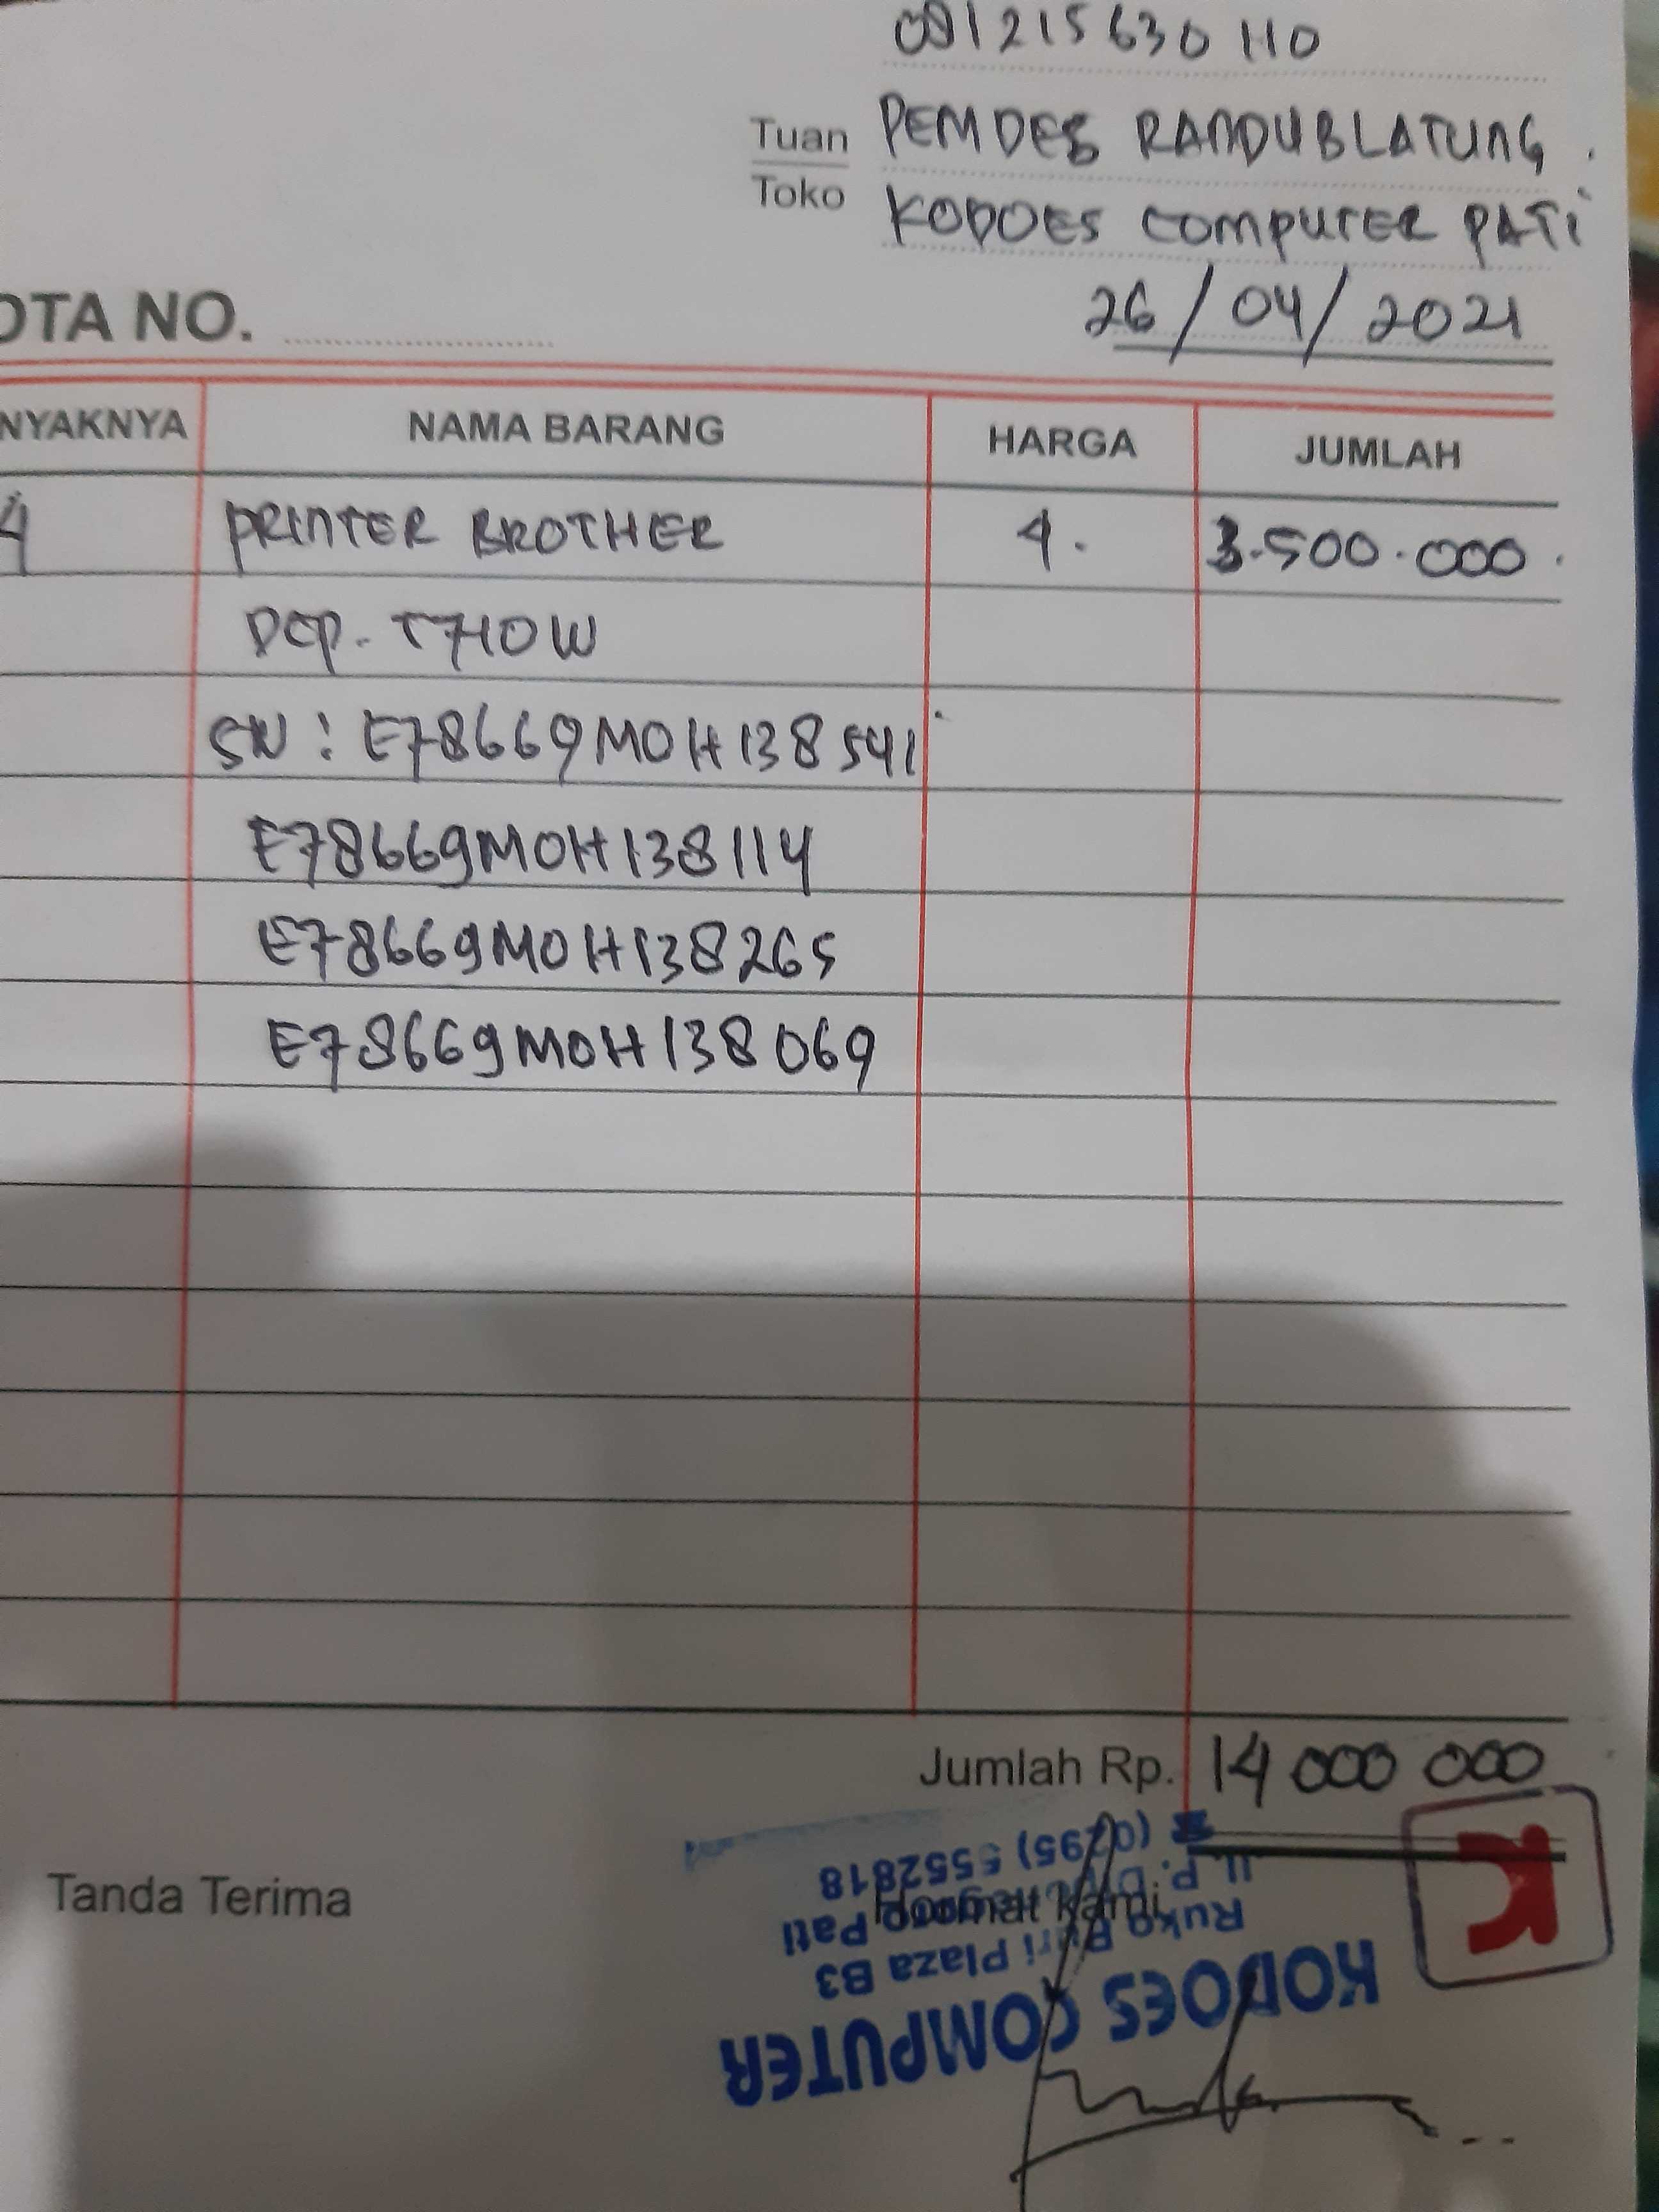 081215630110
Tuan PEMDES RANDUBLATUNG.
Toko KODOES COMPUTER PATI
OTA NO. 26/04/2021
NYAKNYA NAMA BARANG HARGA JUMLAH
4 PRINTER BROTHER 4. 3.500.000.
DCP. T710W
SN : E78669M0H138541
E78669M0H138114
E78669M0H138265
E78669M0H138069
Jumlah Rp. 14 000 000
Tanda Terima Hormat Kami
KODOES COMPUTER
Ruko Puri Plaza B3
Jl. P. Diponegoro Pati
☎ (0295) 5552818